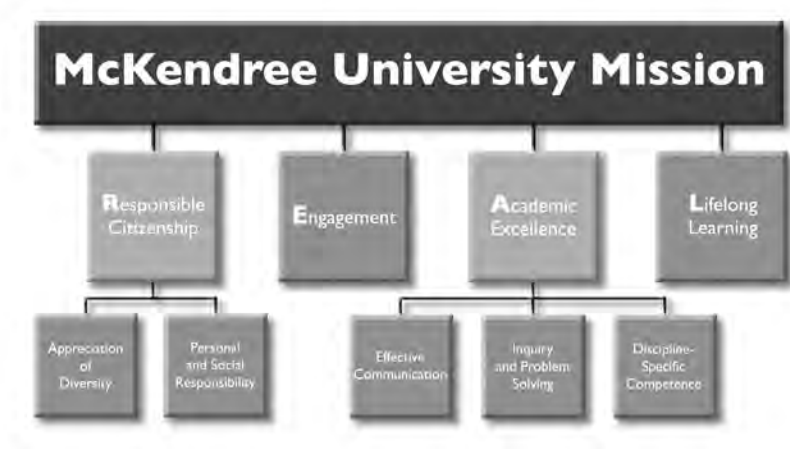 McKendree University Mission
Responsible
Citizenship
Engagement
Academic
Excellence
Lifelong
Learning
Appreciation
of
Diversity
Personal
and Social
Responsibility
Effective
Communication
Inquiry
and Problem
Solving
Discipline-
Specific
Competence